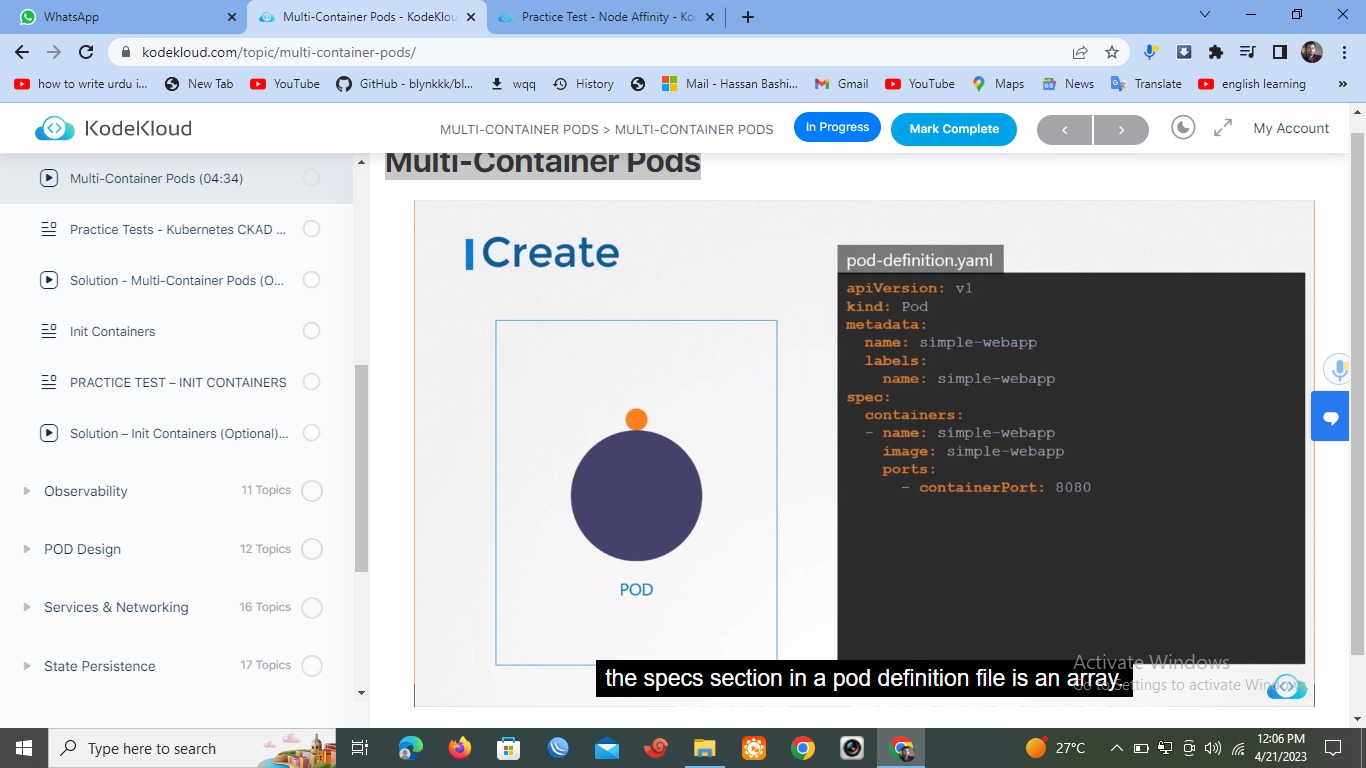 WhatsApp
Multi-Container Pods - KodeKlou
Practice Test - Node Affinity - Ko
kodekloud.com/topic/multi-container-pods/
how to write urdu i...
New Tab
YouTube
GitHub - blynkkk/bl...
wqq
History
Mail - Hassan Bashi...
Gmail
YouTube
Maps
News
Translate
english learning
»
KodeKloud
MULTI-CONTAINER PODS > MULTI-CONTAINER PODS
In Progress
Mark Complete
<
>
My Account
Multi-Container Pods (04:34)
Practice Tests - Kubernetes CKAD ...
Solution - Multi-Container Pods (O...
Init Containers
PRACTICE TEST – INIT CONTAINERS
Solution – Init Containers (Optional)...
Observability 11 Topics
POD Design 12 Topics
Services & Networking 16 Topics
State Persistence 17 Topics
Multi-Container Pods
Create
POD
pod-definition.yaml
apiVersion: v1
kind: Pod
metadata:
name: simple-webapp
labels:
name: simple-webapp
spec:
containers:
- name: simple-webapp
image: simple-webapp
ports:
- containerPort: 8080
the specs section in a pod definition file is an array.
Activate Windows
Go to Settings to activate Windows.
Type here to search
27°C
12:06 PM
4/21/2023